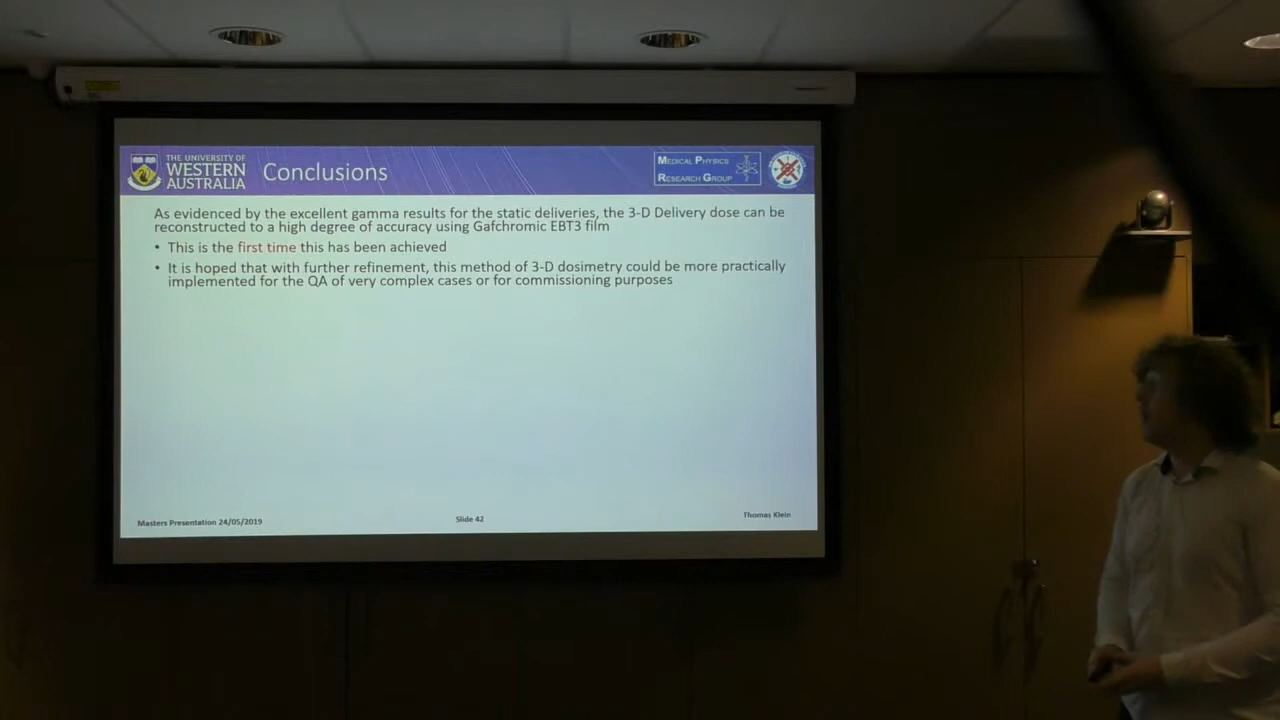 THE UNIVERSITY OF
WESTERN
AUSTRALIA
Conclusions
MEDICAL PHYSICS
RESEARCH GROUP
As evidenced by the excellent gamma results for the static deliveries, the 3-D Delivery dose can be
reconstructed to a high degree of accuracy using Gafchromic EBT3 film
• This is the first time this has been achieved
• It is hoped that with further refinement, this method of 3-D dosimetry could be more practically
implemented for the QA of very complex cases or for commissioning purposes
Masters Presentation 24/05/2019
Slide 42
Thomas Klein